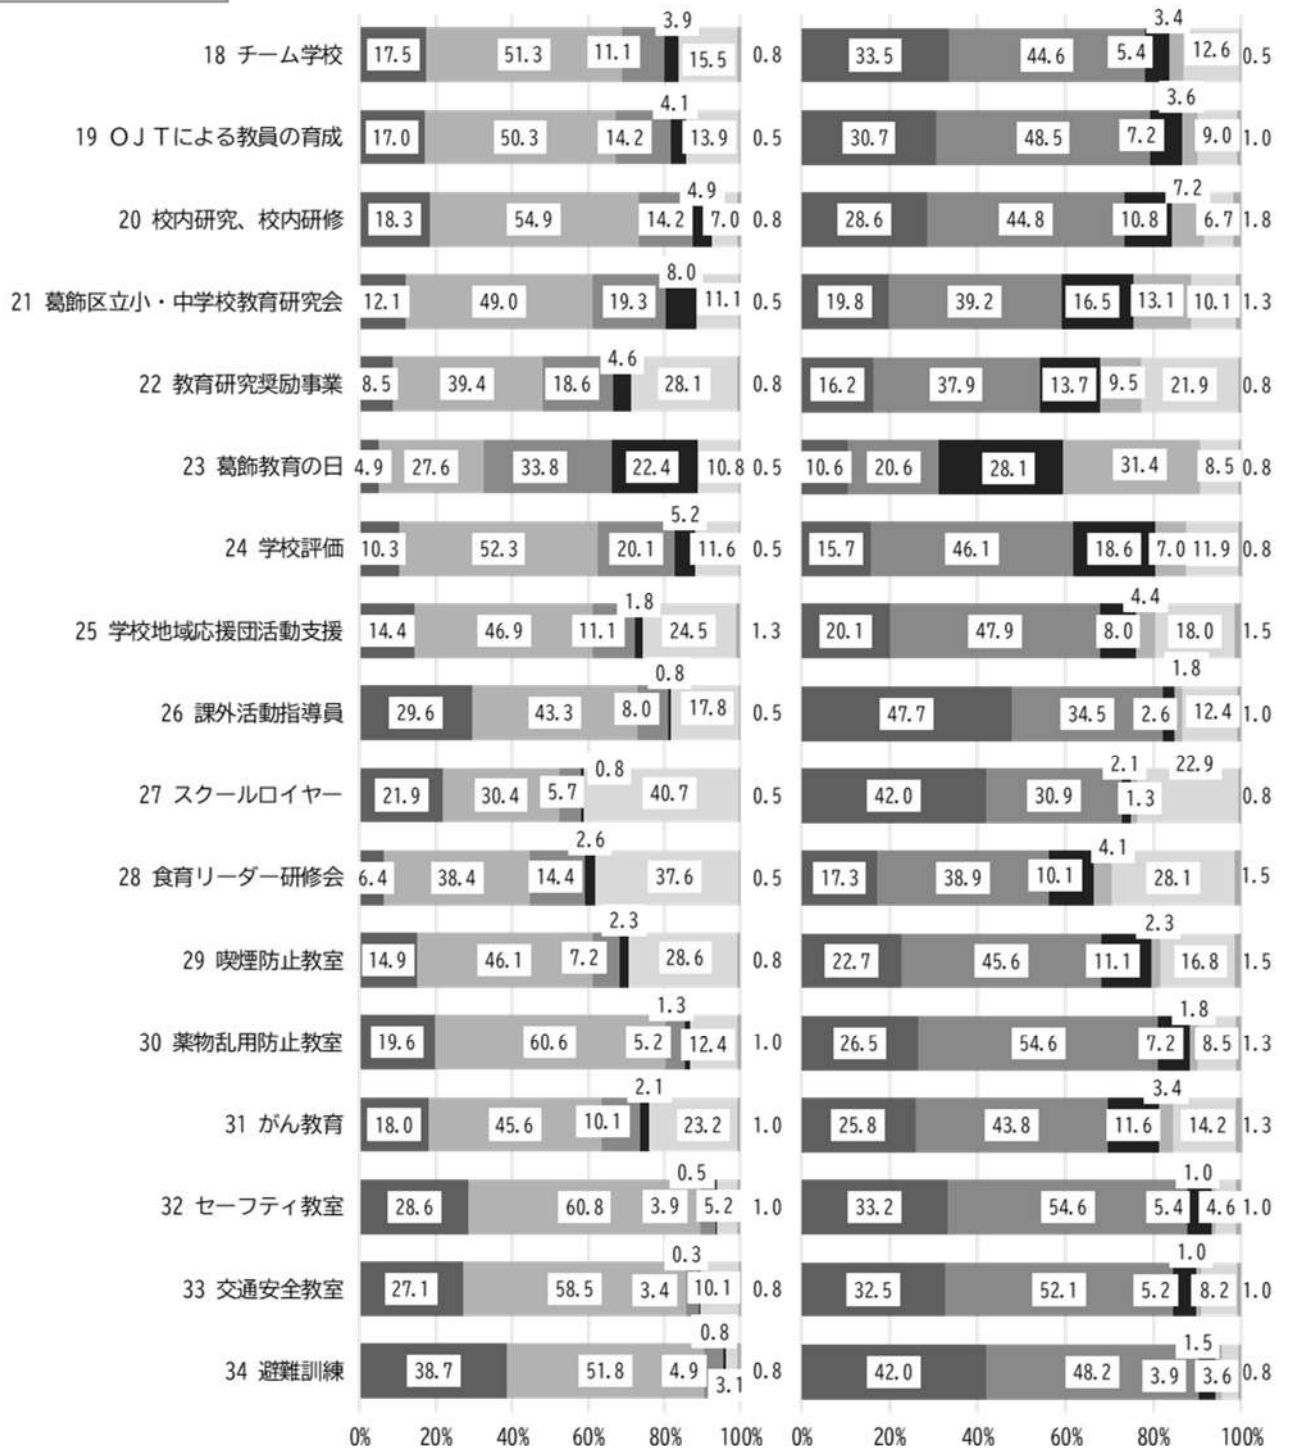 18 チーム学校 17.5 51.3 11.1 3.9 15.5 0.8 33.5 44.6 5.4 3.4 12.6 0.5
19 ＯＪＴによる教員の育成 17.0 50.3 14.2 4.1 13.9 0.5 30.7 48.5 7.2 3.6 9.0 1.0
20 校内研究、校内研修 18.3 54.9 14.2 4.9 7.0 0.8 28.6 44.8 10.8 7.2 6.7 1.8
21 葛飾区立小・中学校教育研究会 12.1 49.0 19.3 8.0 11.1 0.5 19.8 39.2 16.5 13.1 10.1 1.3
22 教育研究奨励事業 8.5 39.4 18.6 4.6 28.1 0.8 16.2 37.9 13.7 9.5 21.9 0.8
23 葛飾教育の日 4.9 27.6 33.8 22.4 10.8 0.5 10.6 20.6 28.1 31.4 8.5 0.8
24 学校評価 10.3 52.3 20.1 5.2 11.6 0.5 15.7 46.1 18.6 7.0 11.9 0.8
25 学校地域応援団活動支援 14.4 46.9 11.1 1.8 24.5 1.3 20.1 47.9 8.0 4.4 18.0 1.5
26 課外活動指導員 29.6 43.3 8.0 0.8 17.8 0.5 47.7 34.5 2.6 1.8 12.4 1.0
27 スクールロイヤー 21.9 30.4 5.7 0.8 40.7 0.5 42.0 30.9 2.1 1.3 22.9 0.8
28 食育リーダー研修会 6.4 38.4 14.4 2.6 37.6 0.5 17.3 38.9 10.1 4.1 28.1 1.5
29 喫煙防止教室 14.9 46.1 7.2 2.3 28.6 0.8 22.7 45.6 11.1 2.3 16.8 1.5
30 薬物乱用防止教室 19.6 60.6 5.2 1.3 12.4 1.0 26.5 54.6 7.2 1.8 8.5 1.3
31 がん教育 18.0 45.6 10.1 2.1 23.2 1.0 25.8 43.8 11.6 3.4 14.2 1.3
32 セーフティ教室 28.6 60.8 3.9 0.5 5.2 1.0 33.2 54.6 5.4 1.0 4.6 1.0
33 交通安全教室 27.1 58.5 3.4 0.3 10.1 0.8 32.5 52.1 5.2 1.0 8.2 1.0
34 避難訓練 38.7 51.8 4.9 0.8 3.1 0.8 42.0 48.2 3.9 1.5 3.6 0.8
0% 20% 40% 60% 80% 100% 0% 20% 40% 60% 80% 100%